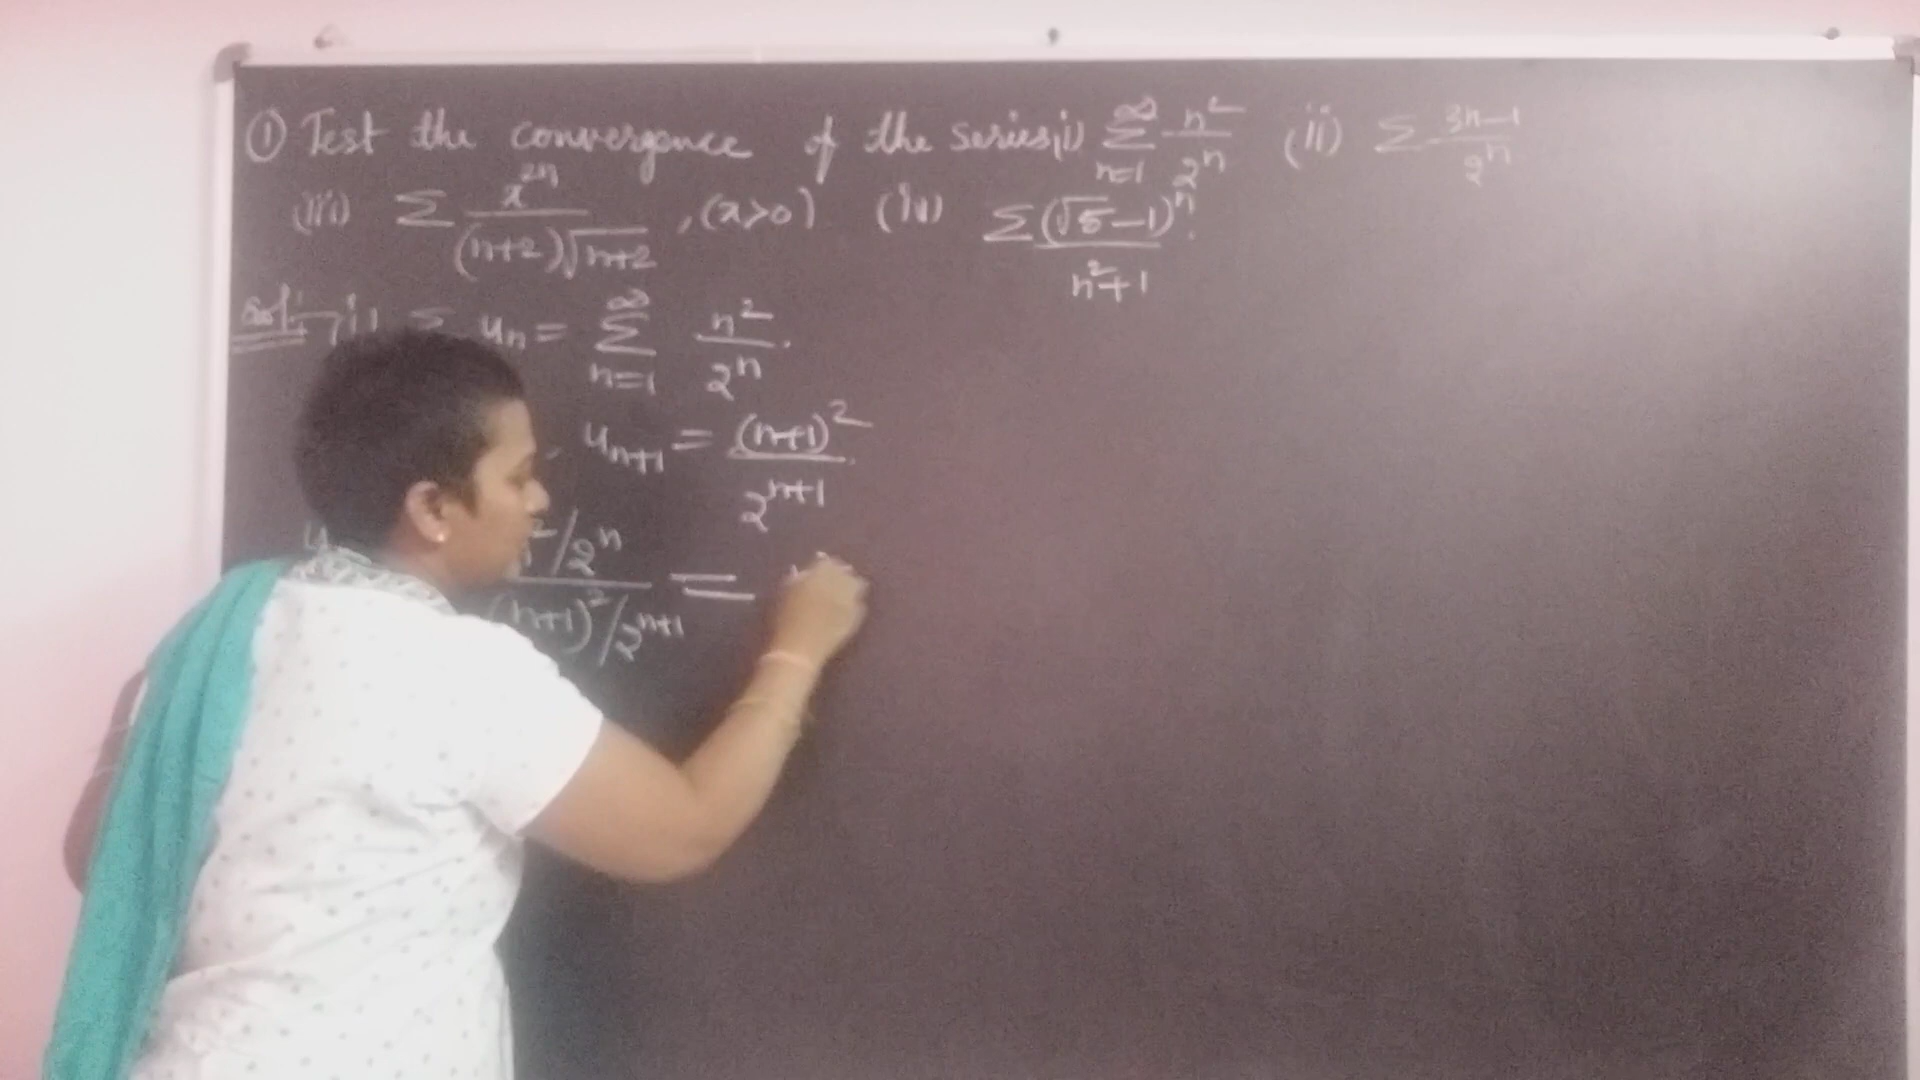 ① Test the convergence of the series i) ∑_{n=1}^{∞} n²/2ⁿ (ii) ∑ 3n-1/2ⁿ
(iii) ∑ x²ⁿ/(n+2)√n+2 , (x>0) (iv) ∑ (√5-1)ⁿ/n²+1 .
sol: i) ∑ uₙ = ∑_{n=1}^{∞} n²/2ⁿ .
uₙ₊₁ = (n+1)²/2ⁿ⁺¹ .
n²/2ⁿ / (n+1)²/2ⁿ⁺¹ =